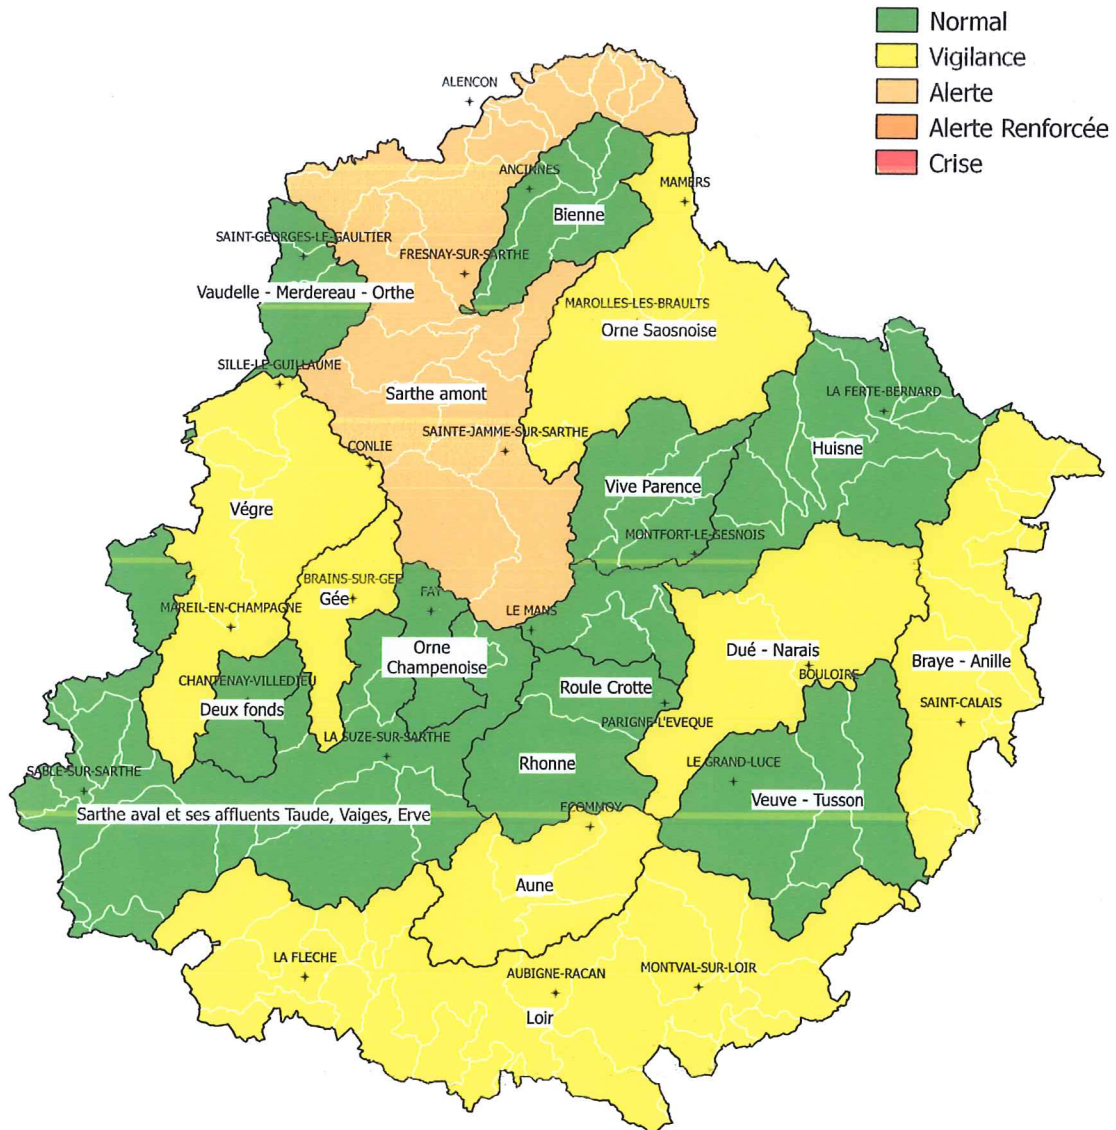 Normal
Vigilance
Alerte
Alerte Renforcée
Crise
ALENCON
ANCINNES
MAMERS
Bienne
SAINT-GEORGES-LE-GAULTIER
FRESNAY-SUR-SARTHE
Vaudelle - Merdereau - Orthe
MAROLLES-LES-BRAULTS
Orne Saosnoise
SILLE-LE-GUILLAUME
Sarthe amont
LA FERTE-BERNARD
SAINTE-JAMME-SUR-SARTHE
CONLIE
Huisne
Vive Parence
Végre
MONTFORT-LE-GESNOIS
BRAINS-SUR-GEE
Gée
FAY
MAREIL-EN-CHAMPAGNE
LE MANS
Orne
Champenoise
Dué - Narais
Braye - Anille
BOULOIRE
CHANTENAY-VILLEDIEU
Roule Crotte
Deux fonds
SAINT-CALAIS
PARIGNE-L'EVEQUE
LA SUZE-SUR-SARTHE
Rhonne
LE GRAND-LUCE
SABLE-SUR-SARTHE
Veuve - Tusson
ECOMMOY
Sarthe aval et ses affluents Taude, Vaiges, Erve
Aune
LA FLECHE
AUBIGNE-RACAN
MONTVAL-SUR-LOIR
Loir